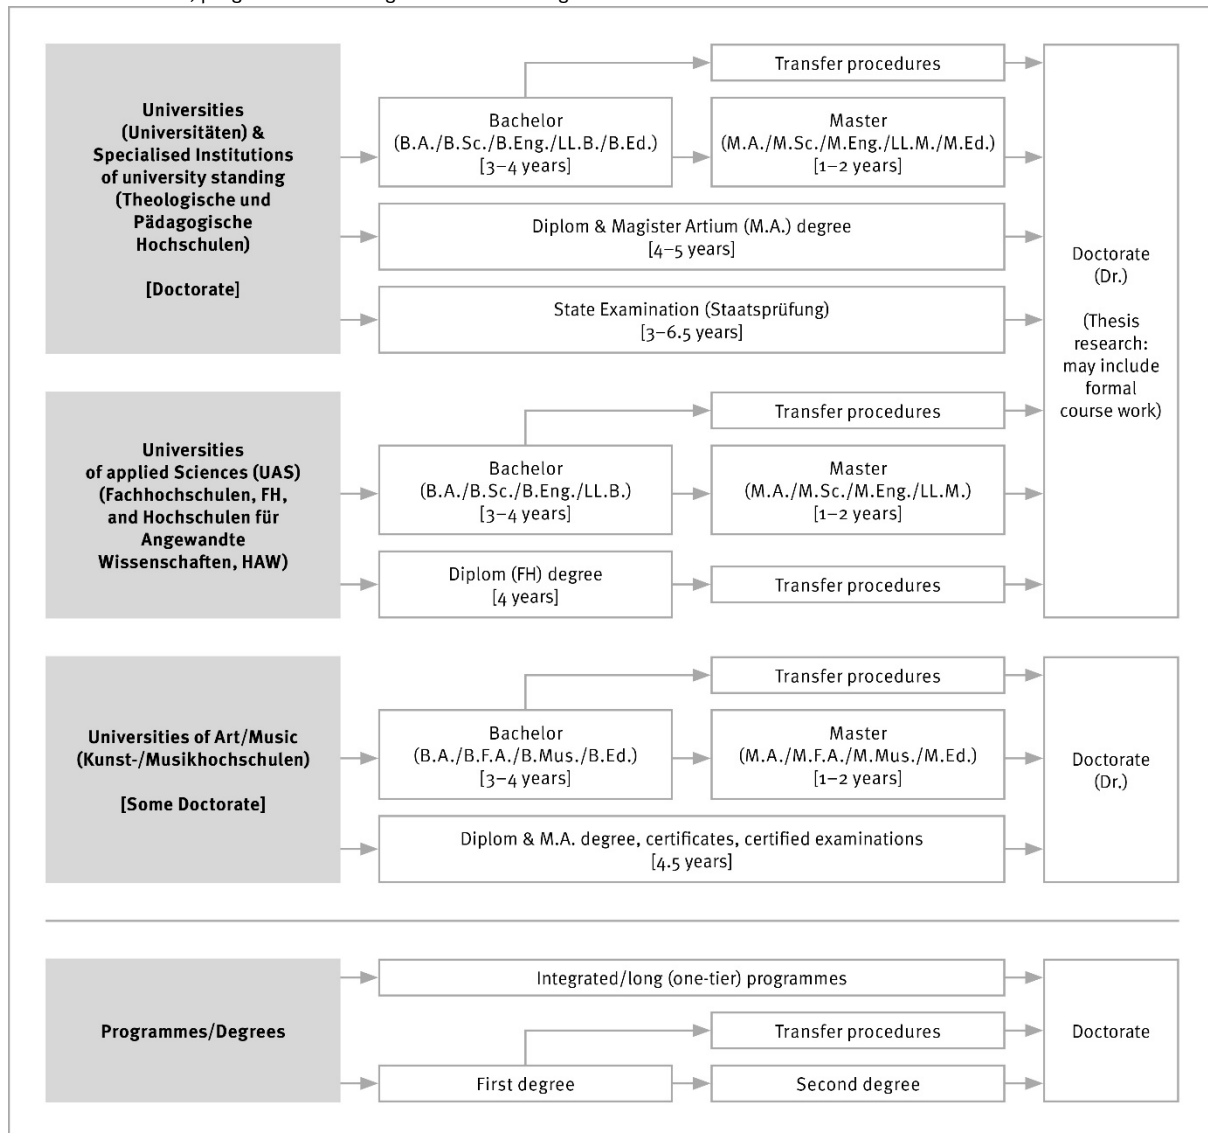 Universities
(Universitäten) &
Specialised Institutions
of university standing
(Theologische und
Pädagogische
Hochschulen)
[Doctorate]
Transfer procedures
Bachelor
(B.A./B.Sc./B.Eng./LL.B./B.Ed.)
[3–4 years]
Master
(M.A./M.Sc./M.Eng./LL.M./M.Ed.)
[1–2 years]
Diplom & Magister Artium (M.A.) degree
[4–5 years]
State Examination (Staatsprüfung)
[3–6.5 years]
Doctorate
(Dr.)
(Thesis
research:
may include
formal
course work)
Universities
of applied Sciences (UAS)
(Fachhochschulen, FH,
and Hochschulen für
Angewandte
Wissenschaften, HAW)
Transfer procedures
Bachelor
(B.A./B.Sc./B.Eng./LL.B.)
[3–4 years]
Master
(M.A./M.Sc./M.Eng./LL.M.)
[1–2 years]
Diplom (FH) degree
[4 years]
Transfer procedures
Universities of Art/Music
(Kunst-/Musikhochschulen)
[Some Doctorate]
Transfer procedures
Bachelor
(B.A./B.F.A./B.Mus./B.Ed.)
[3–4 years]
Master
(M.A./M.F.A./M.Mus./M.Ed.)
[1–2 years]
Diplom & M.A. degree, certificates, certified examinations
[4.5 years]
Doctorate
(Dr.)
Programmes/Degrees
Integrated/long (one-tier) programmes
Transfer procedures
First degree
Second degree
Doctorate